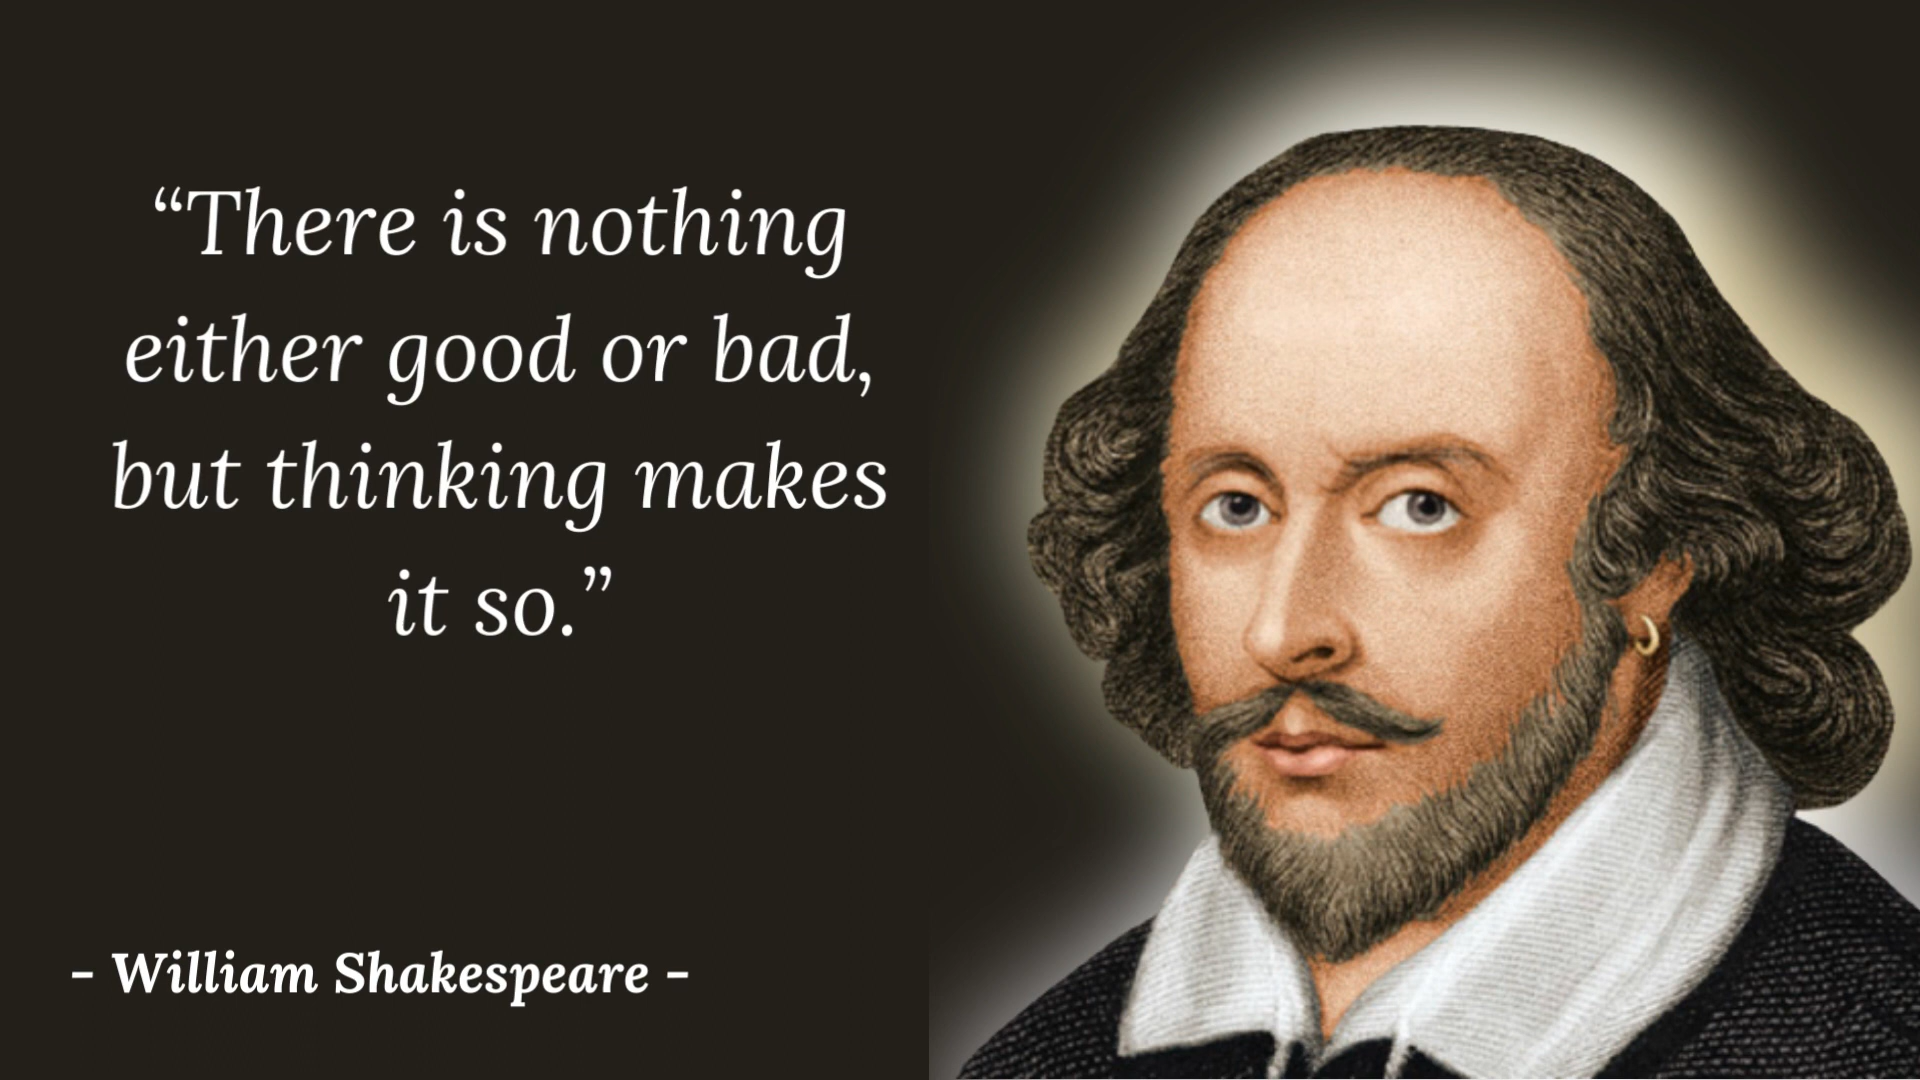 “There is nothing
either good or bad,
but thinking makes
it so.”
- William Shakespeare -